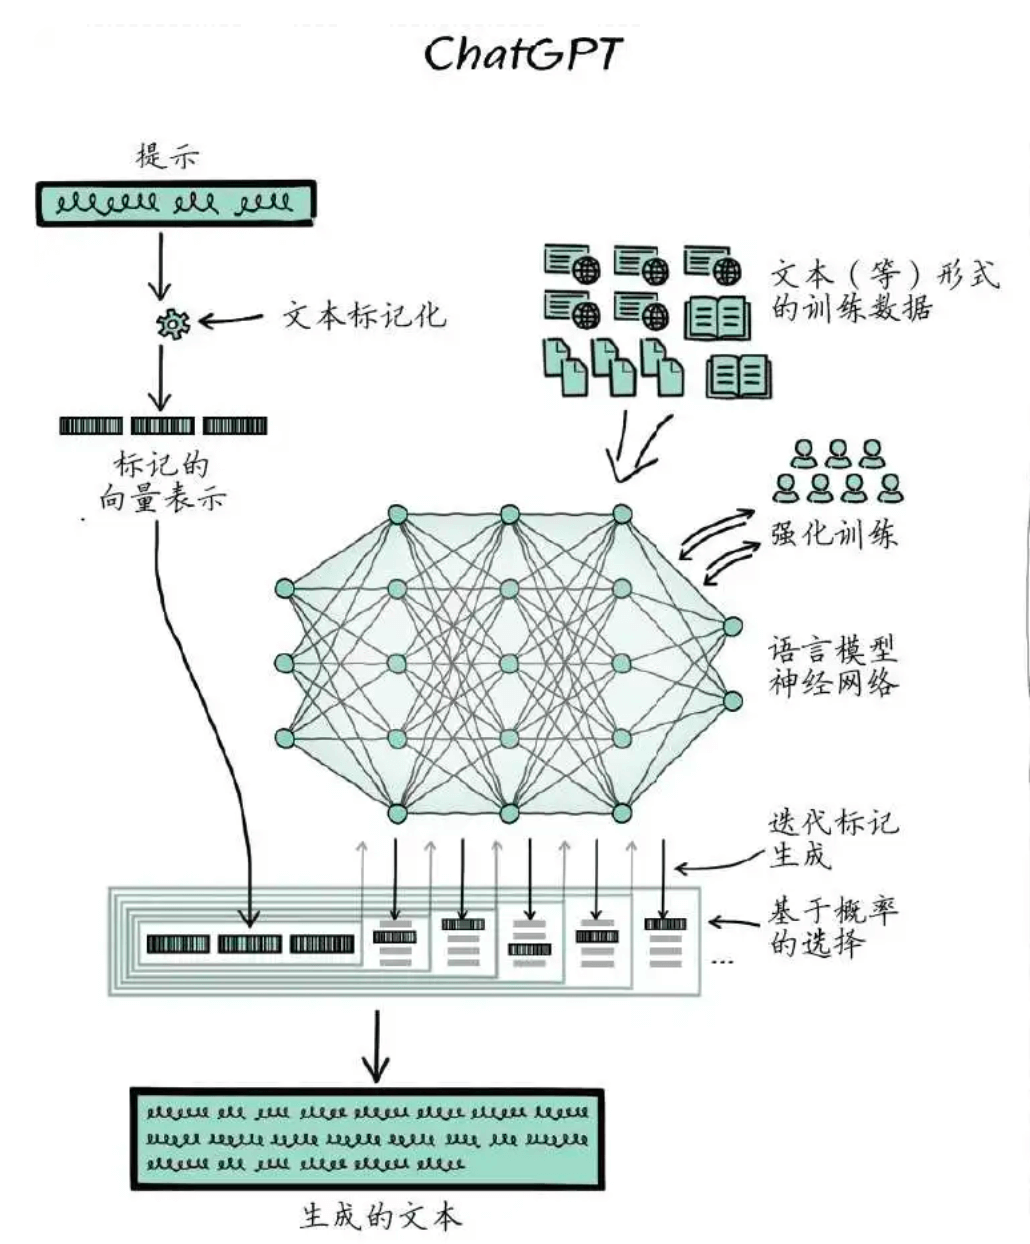 ChatGPT
提示
文本标记化
标记的
向量表示
文本（等）形式
的训练数据
强化训练
语言模型
神经网络
迭代标记
生成
基于概率
的选择
...
生成的文本